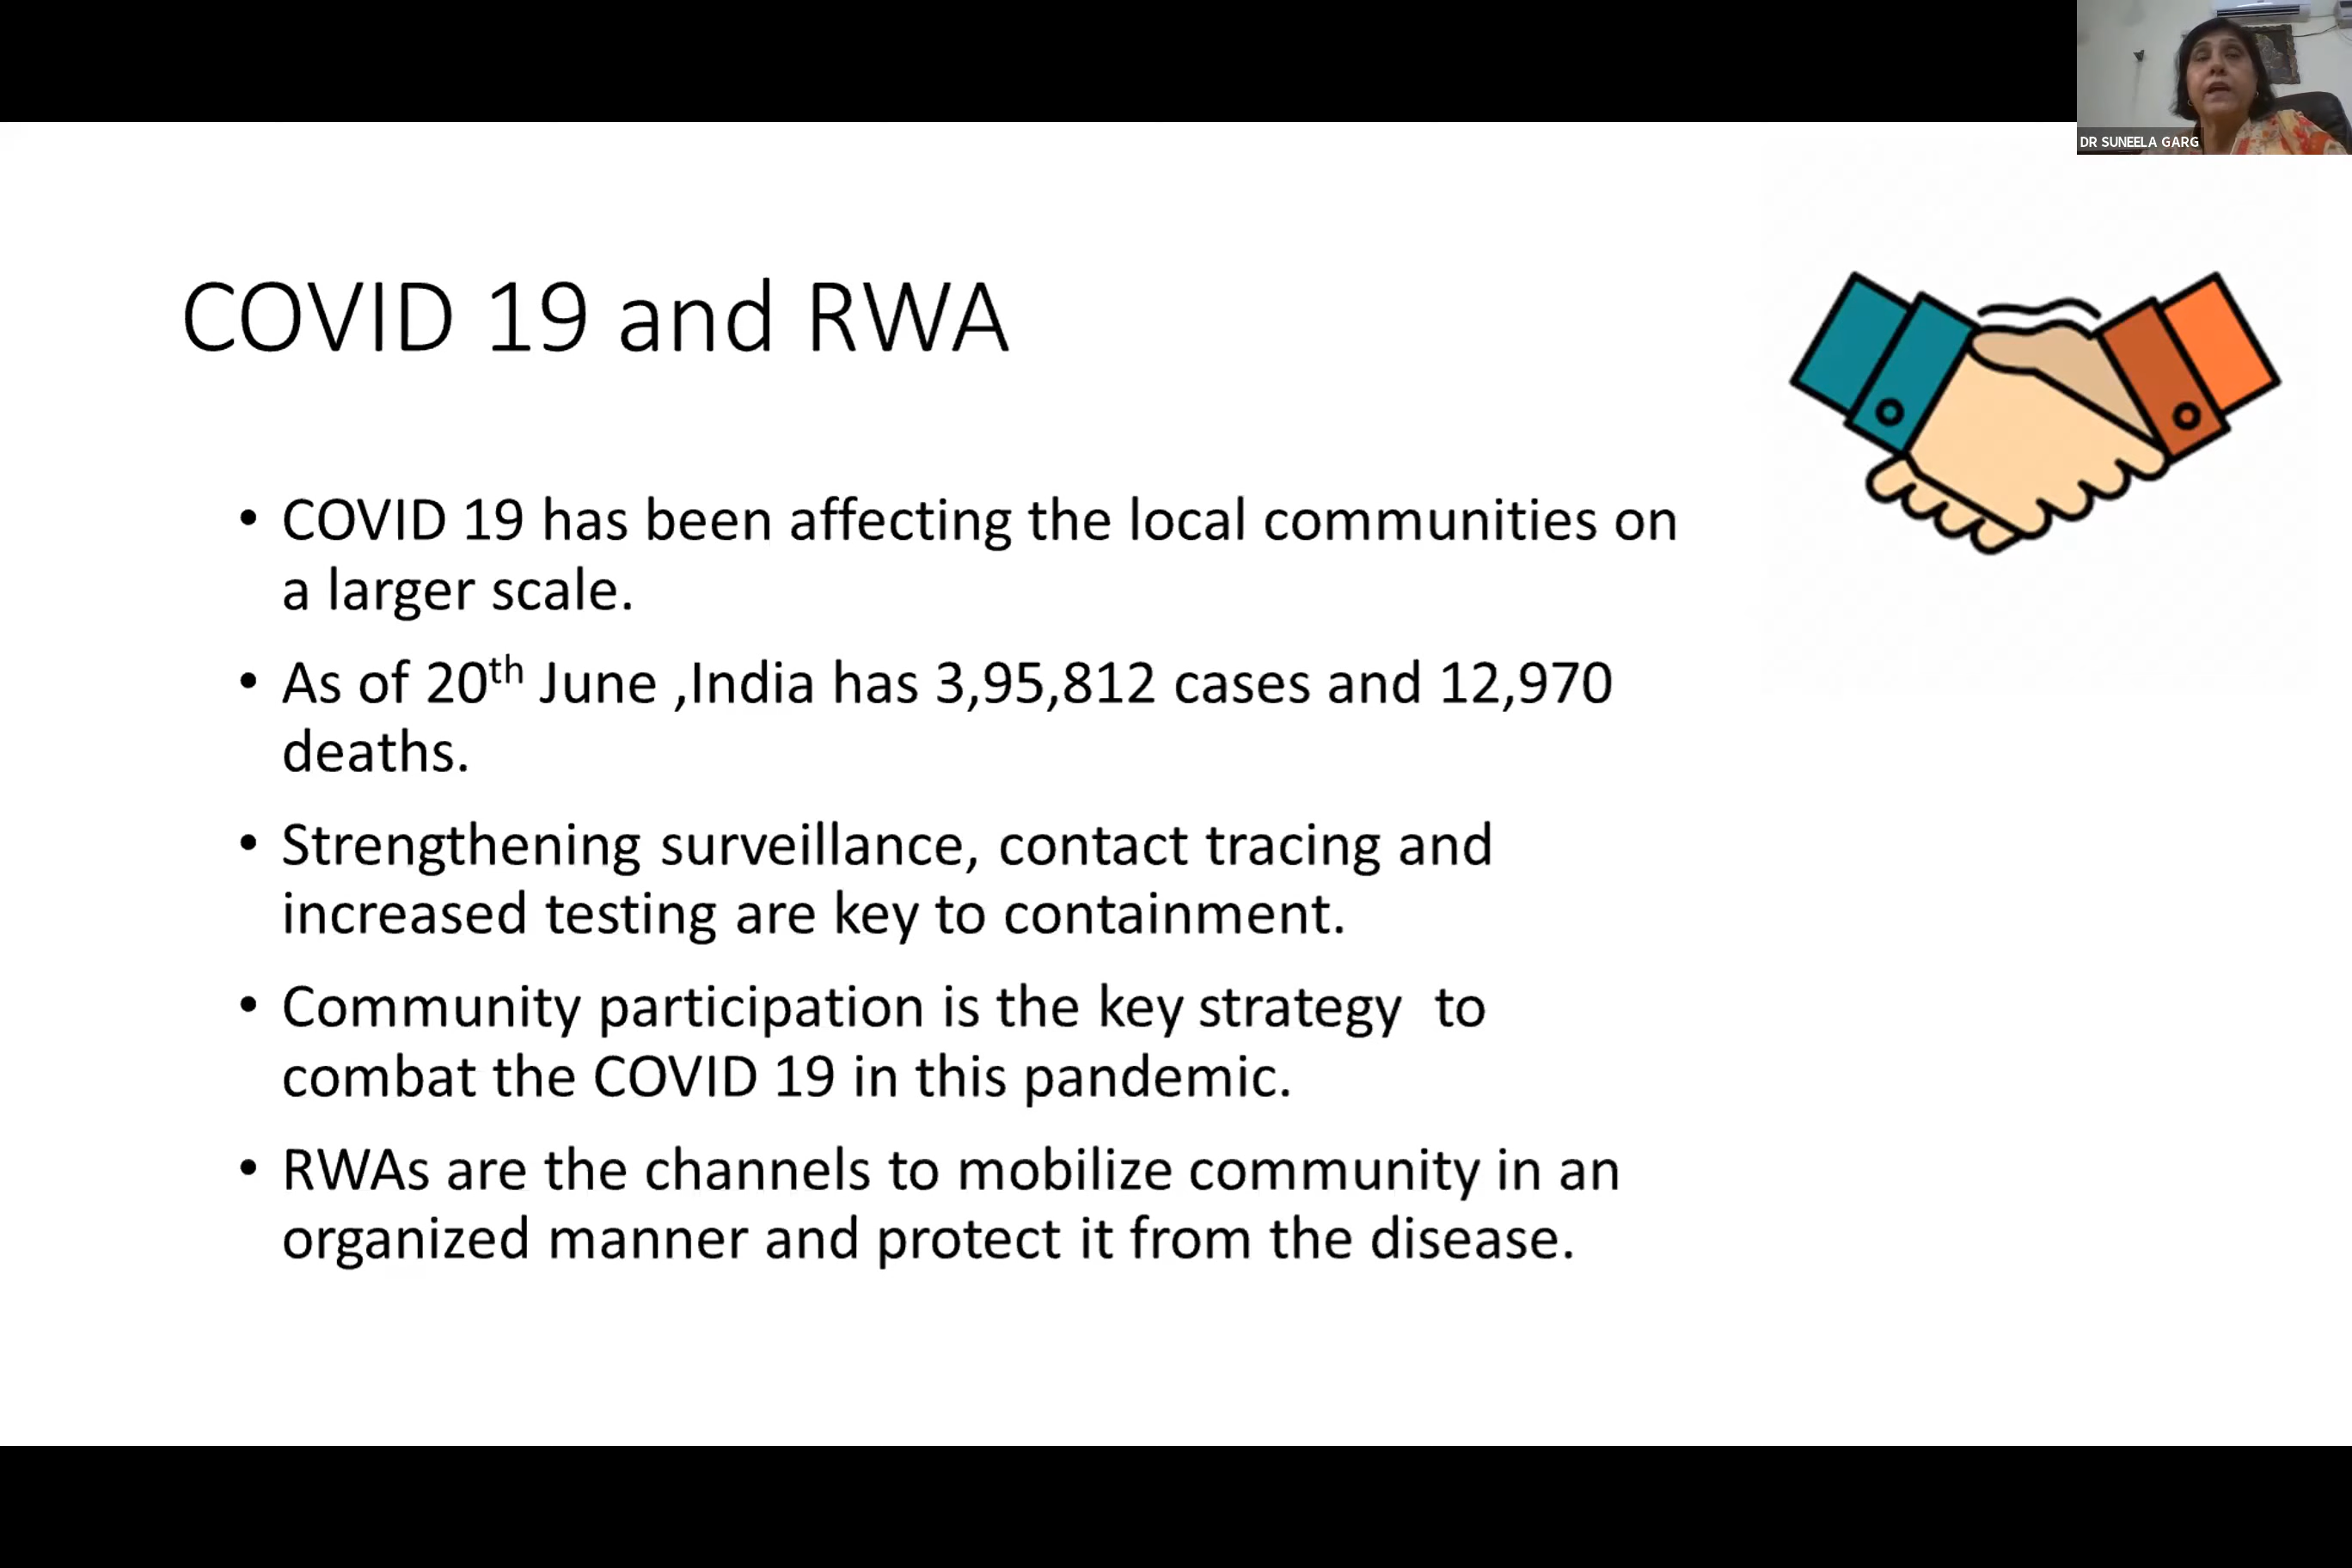 DR SUNEELA GARG
COVID 19 and RWA
• COVID 19 has been affecting the local communities on
a larger scale.
• As of 20th June ,India has 3,95,812 cases and 12,970
deaths.
• Strengthening surveillance, contact tracing and
increased testing are key to containment.
• Community participation is the key strategy  to
combat the COVID 19 in this pandemic.
• RWAs are the channels to mobilize community in an
organized manner and protect it from the disease.